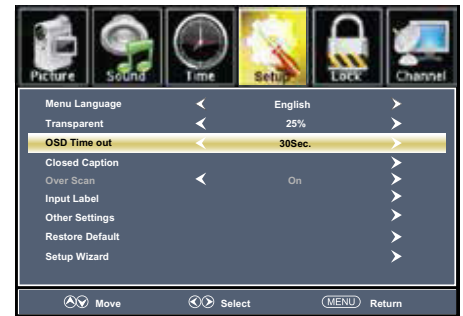 Picture Sound Time Setup Lock Channel
Menu Language English
Transparent 25%
OSD Time out 30Sec.
Closed Caption
Over Scan On
Input Label
Other Settings
Restore Default
Setup Wizard
Move Select MENU Return